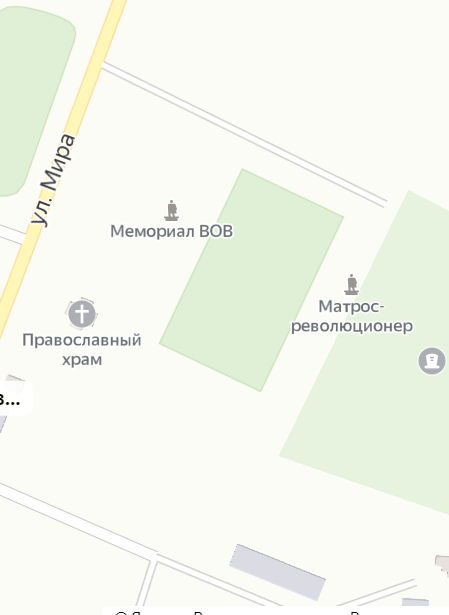 ул. Мира
Мемориал ВОВ
Матрос-
революционер
Православный
храм
в...